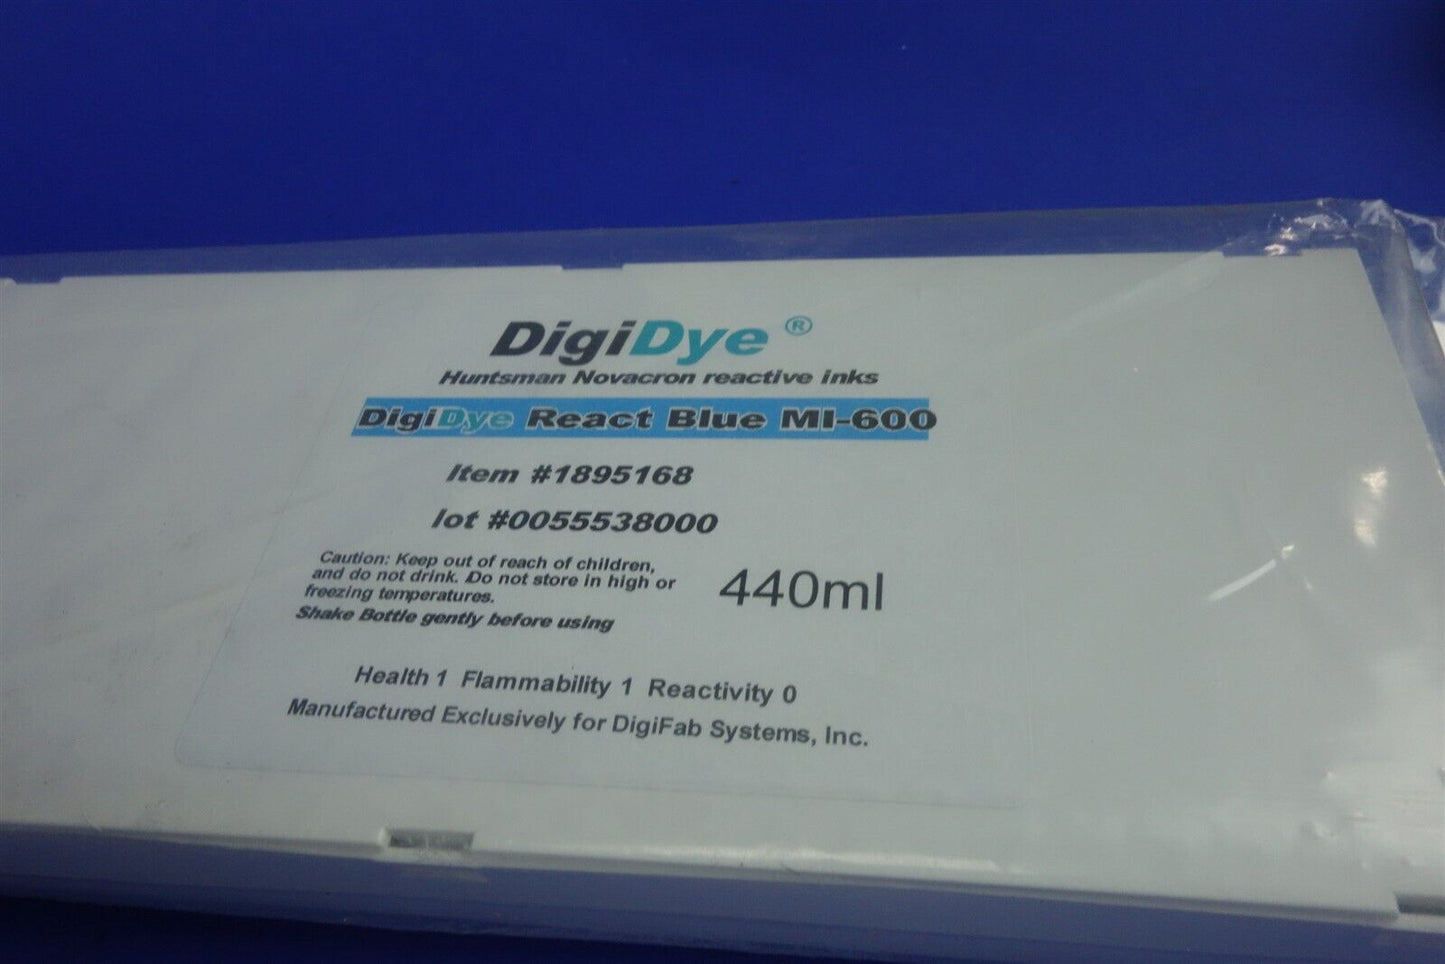 DigiDye ®
Huntsman Novacron reactive inks
DigiDye React Blue MI-600
Item #1895168
lot #0055538000
Caution: Keep out of reach of children,
and do not drink. Do not store in high or
freezing temperatures.
Shake Bottle gently before using
440ml
Health 1 Flammability 1 Reactivity 0
Manufactured Exclusively for DigiFab Systems, Inc.